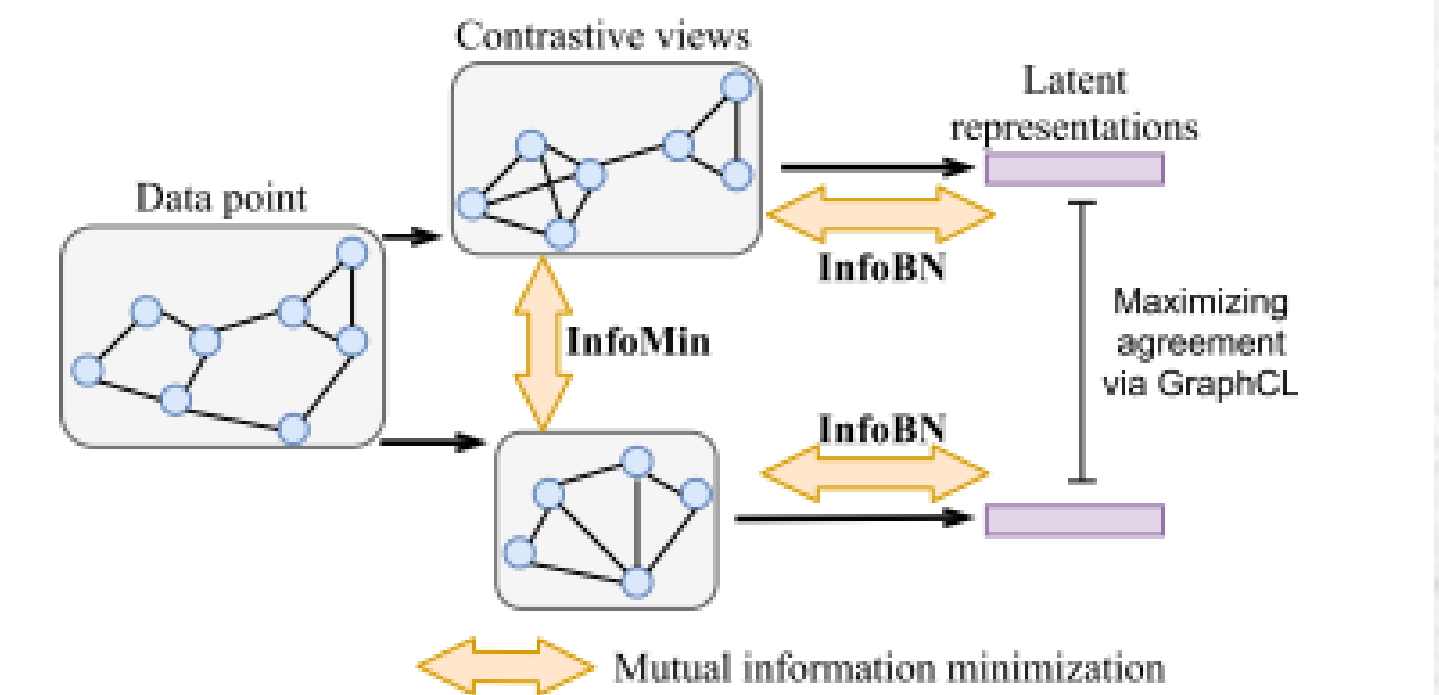 Contrastive views
Latent
representations
Data point
InfoBN
InfoMin
Maximizing
agreement
via GraphCL
InfoBN
Mutual information minimization